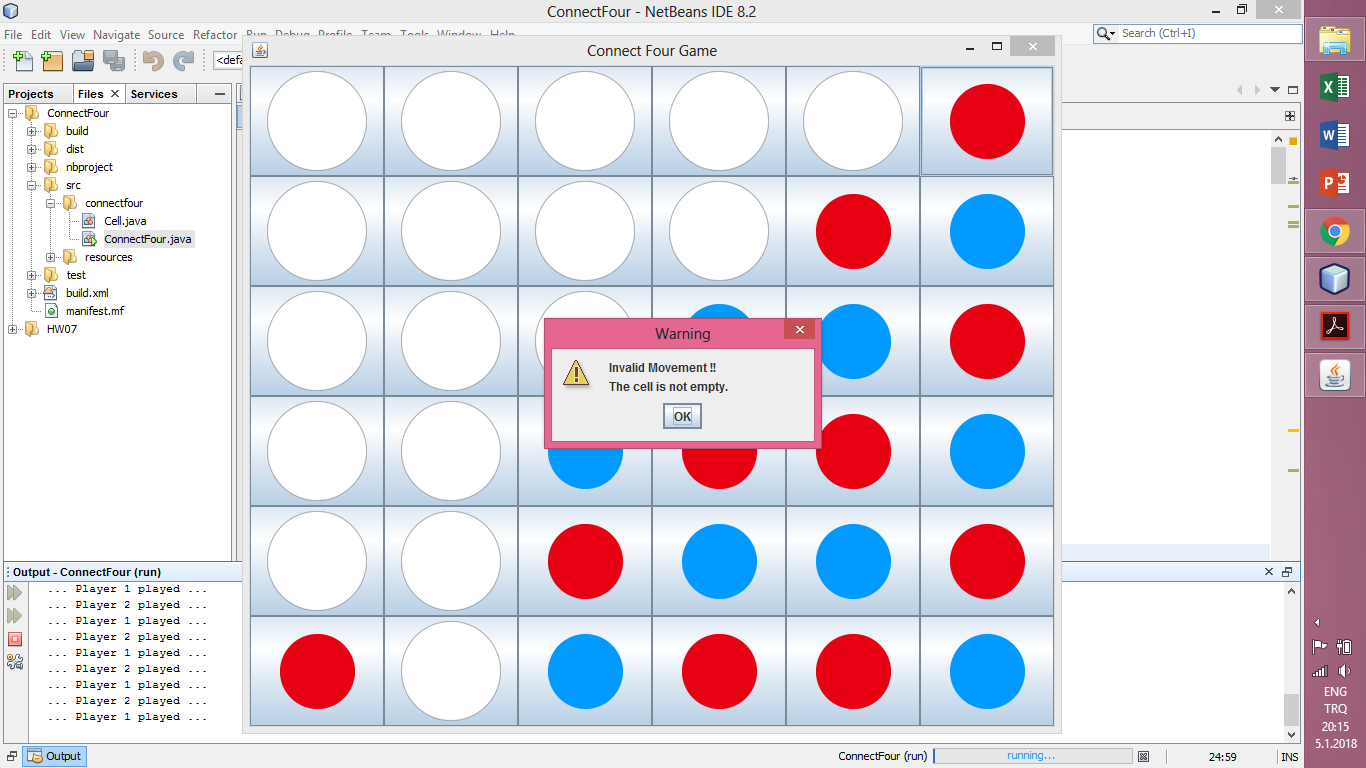 ConnectFour - NetBeans IDE 8.2
File Edit View Navigate Source Refactor Run Debug Profile Team Tools Window Help
Search (Ctrl+I)
<defa
Connect Four Game
Projects Files Services
ConnectFour
build
dist
nbproject
src
connectfour
Cell.java
ConnectFour.java
resources
test
build.xml
manifest.mf
HW07
Warning
Invalid Movement !!
The cell is not empty.
OK
Output - ConnectFour (run)
... Player 1 played ...
... Player 2 played ...
... Player 1 played ...
... Player 2 played ...
... Player 1 played ...
... Player 2 played ...
... Player 1 played ...
... Player 2 played ...
... Player 1 played ...
Output
ConnectFour (run)
running...
24:59
INS
ENG
TRQ
20:15
5.1.2018